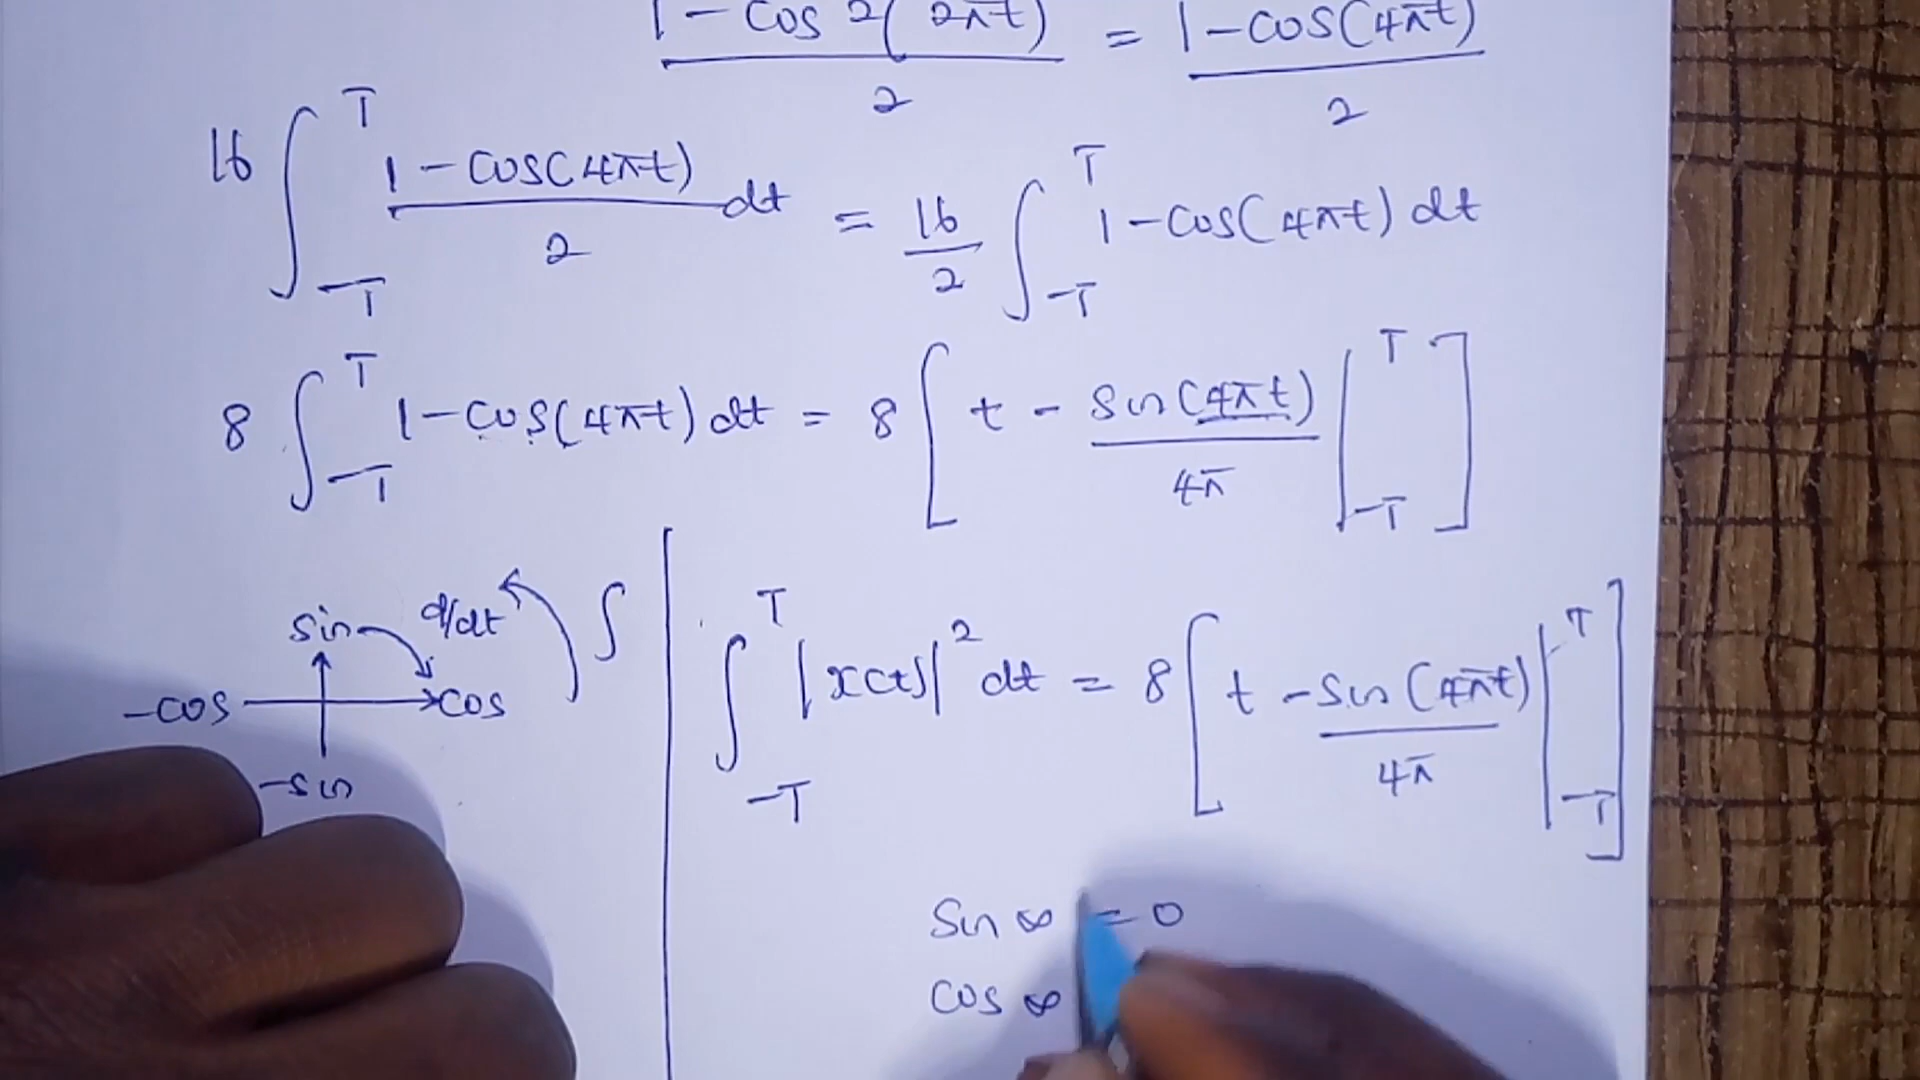 1 - cos 2(2πt) / 2 = 1 - cos(4πt) / 2
16 ∫_{-T}^{T} 1 - cos(4πt) / 2 dt = 16/2 ∫_{-T}^{T} 1 - cos(4πt) dt
8 ∫_{-T}^{T} 1 - cos(4πt) dt = 8 [ t - sin(4πt) / 4π |_{-T}^{T} ]
sin d/dt ∫
-cos cos
-sin
∫_{-T}^{T} |x(t)|^2 dt = 8 [ t - sin(4πt) / 4π |_{-T}^{T} ]
sin ∞ = 0
cos ∞